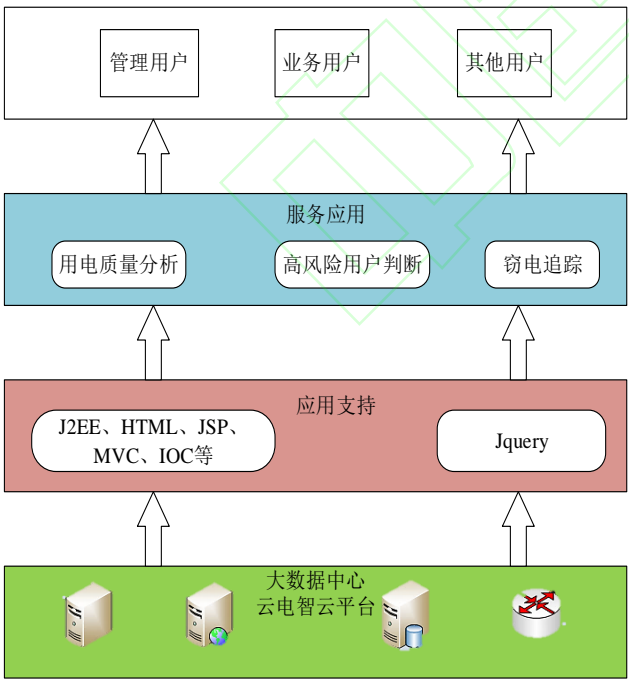 管理用户
业务用户
其他用户
服务应用
用电质量分析
高风险用户判断
窃电追踪
应用支持
J2EE、HTML、JSP、
MVC、IOC等
Jquery
大数据中心
云电智云平台